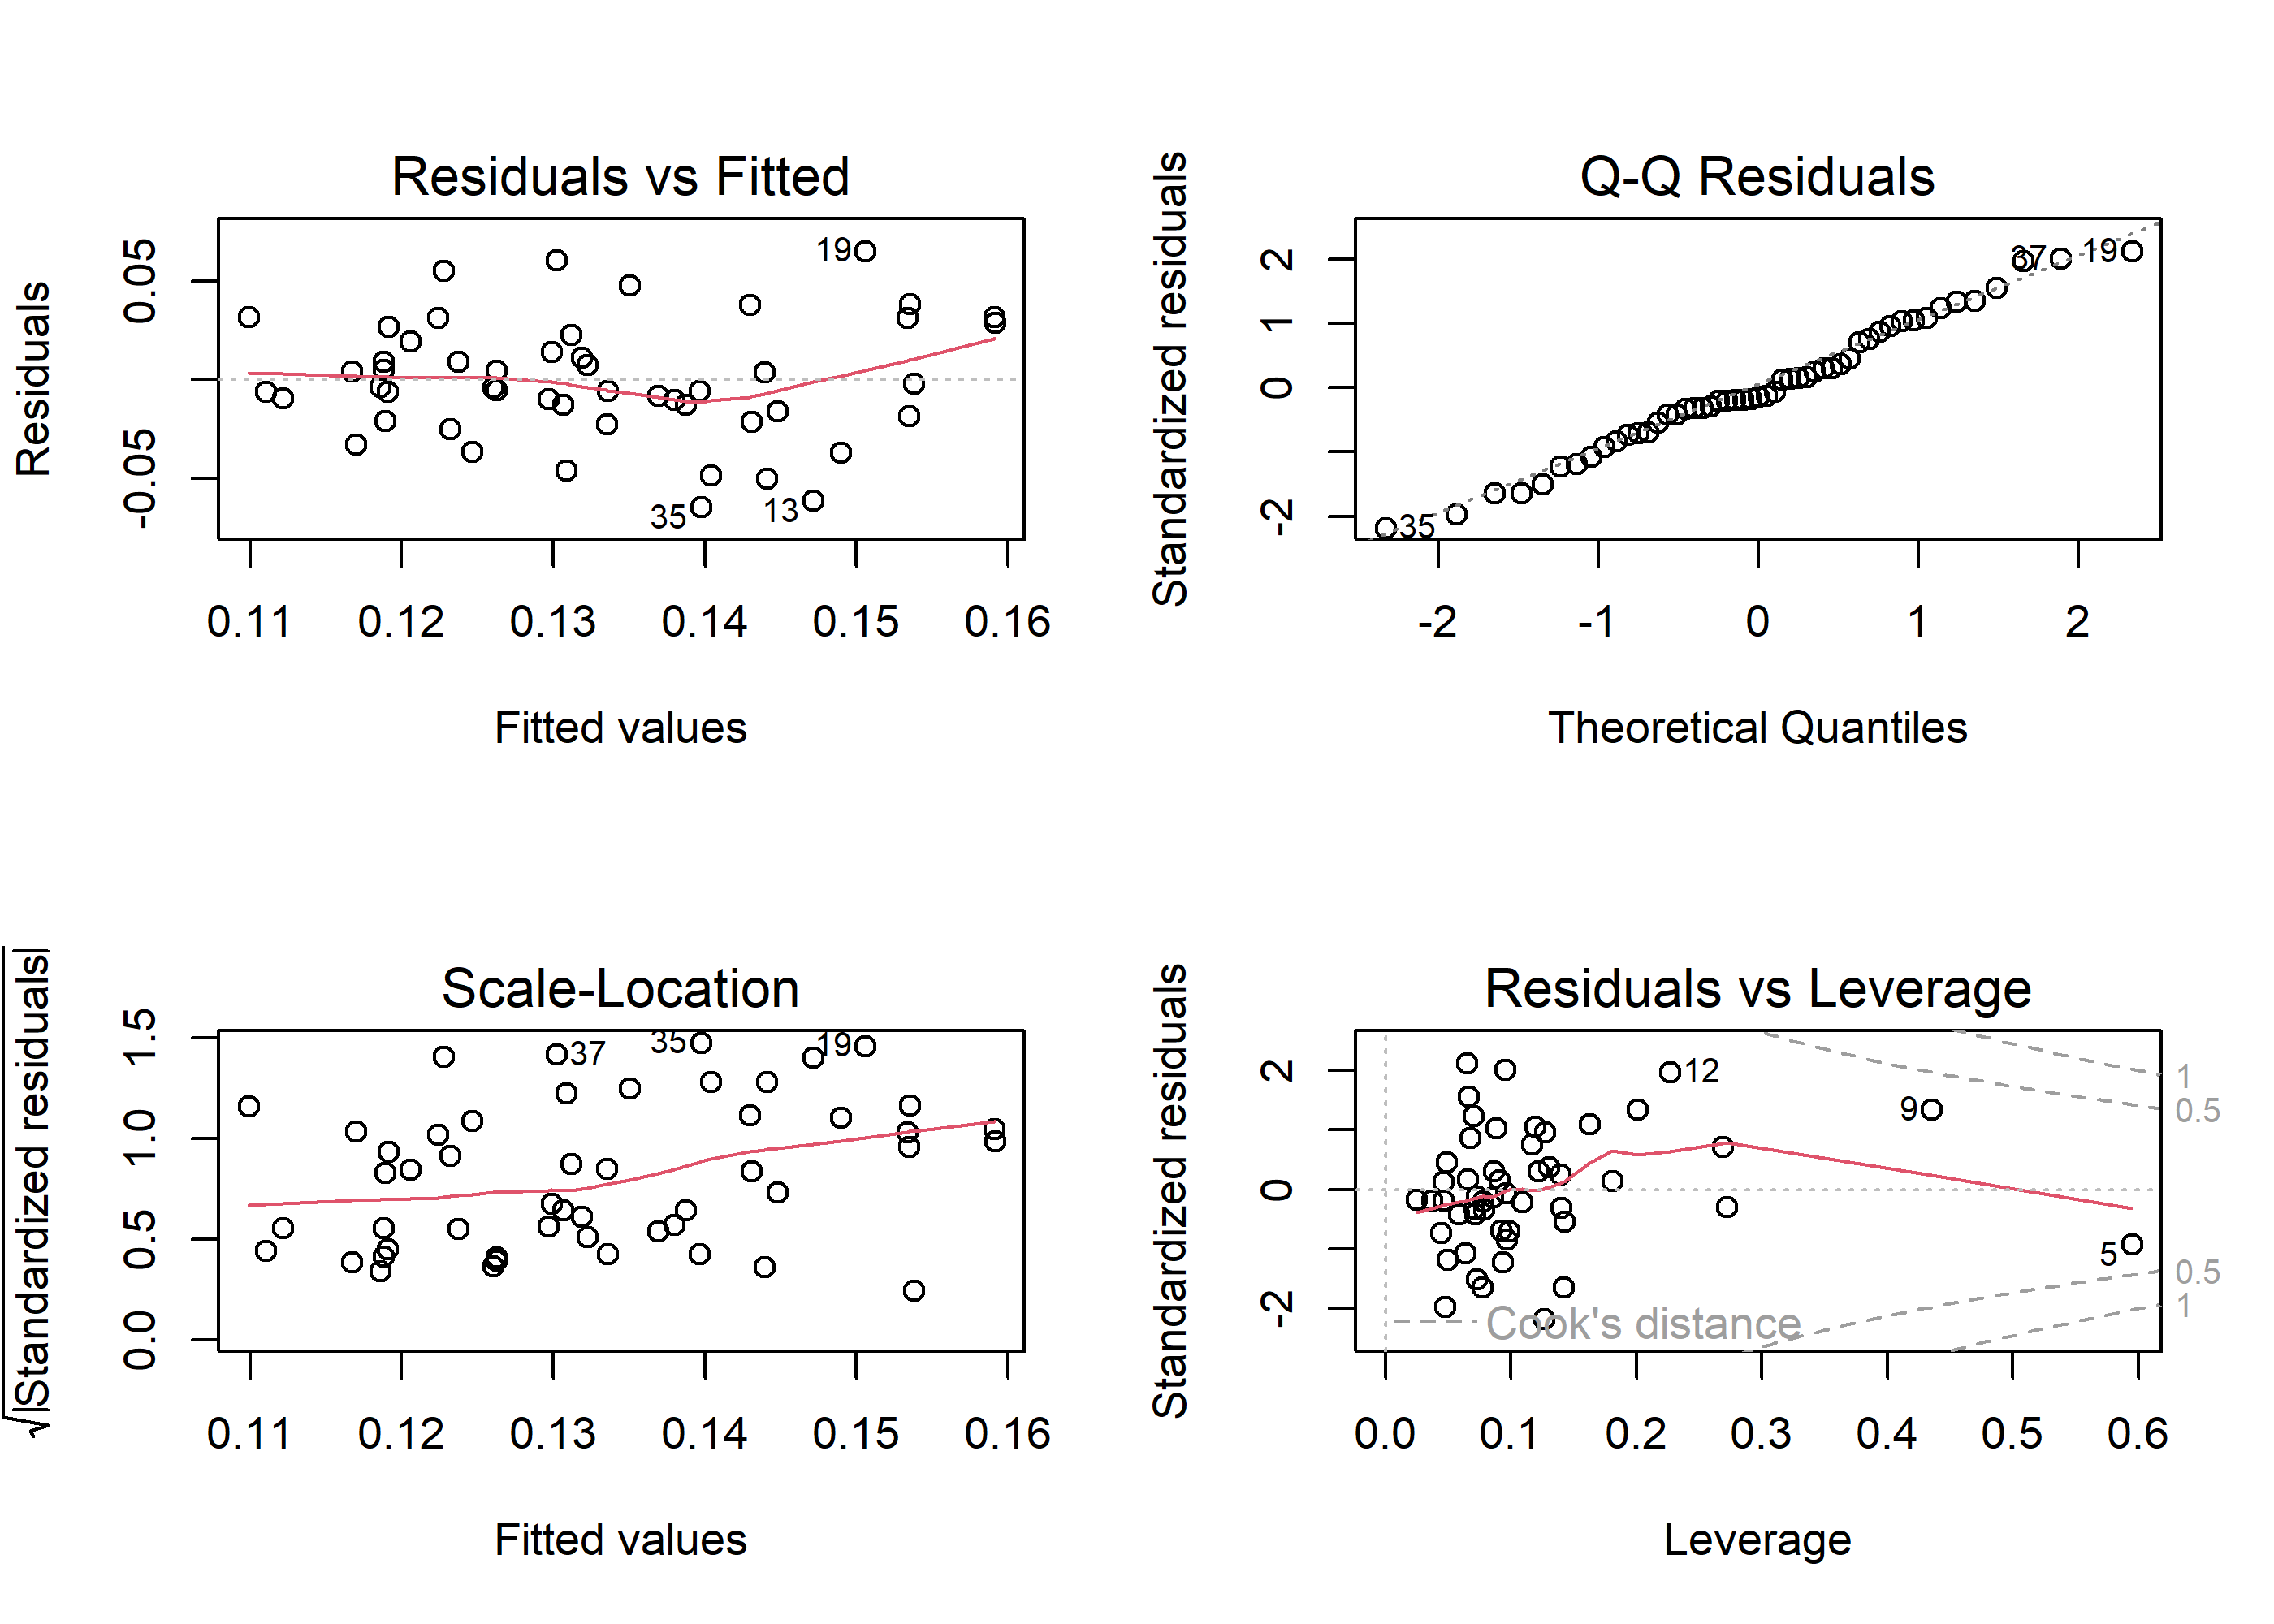 Residuals vs Fitted
Residuals
0.05
-0.05
19
35
13
0.11 0.12 0.13 0.14 0.15 0.16
Fitted values
Q-Q Residuals
Standardized residuals
2
1
0
-2
37
19
35
-2 -1 0 1 2
Theoretical Quantiles
Scale-Location
√|Standardized residuals|
1.5
1.0
0.5
0.0
37
35
19
0.11 0.12 0.13 0.14 0.15 0.16
Fitted values
Residuals vs Leverage
Standardized residuals
2
0
-2
12
9
5
1
0.5
0.5
1
Cook's distance
0.0 0.1 0.2 0.3 0.4 0.5 0.6
Leverage